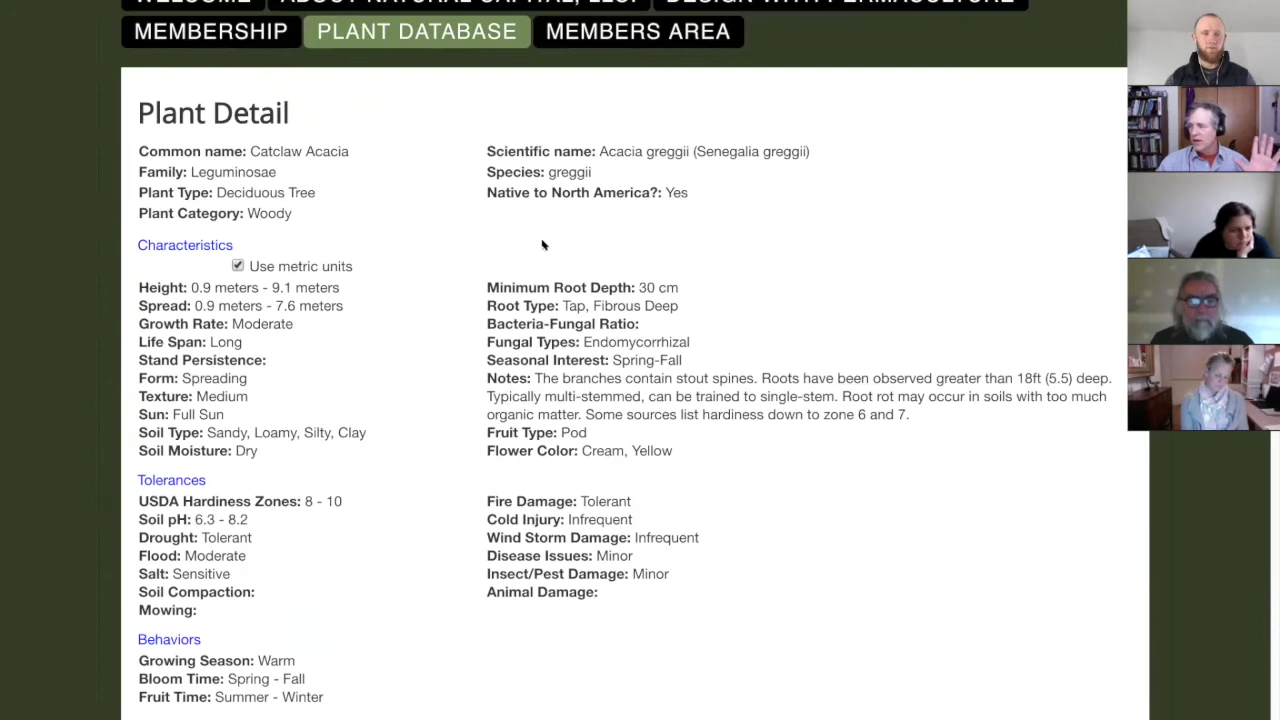 WELCOME ABOUT NATURAL CAPITAL, LLC. DESIGN WITH PERMACULTURE
MEMBERSHIP PLANT DATABASE MEMBERS AREA
Plant Detail
Common name: Catclaw Acacia Scientific name: Acacia greggii (Senegalia greggii)
Family: Leguminosae Species: greggii
Plant Type: Deciduous Tree Native to North America?: Yes
Plant Category: Woody
Characteristics
Use metric units
Height: 0.9 meters - 9.1 meters Minimum Root Depth: 30 cm
Spread: 0.9 meters - 7.6 meters Root Type: Tap, Fibrous Deep
Growth Rate: Moderate Bacteria-Fungal Ratio:
Life Span: Long Fungal Types: Endomycorrhizal
Stand Persistence: Seasonal Interest: Spring-Fall
Form: Spreading Notes: The branches contain stout spines. Roots have been observed greater than 18ft (5.5) deep.
Texture: Medium Typically multi-stemmed, can be trained to single-stem. Root rot may occur in soils with too much
Sun: Full Sun organic matter. Some sources list hardiness down to zone 6 and 7.
Soil Type: Sandy, Loamy, Silty, Clay Fruit Type: Pod
Soil Moisture: Dry Flower Color: Cream, Yellow
Tolerances
USDA Hardiness Zones: 8 - 10 Fire Damage: Tolerant
Soil pH: 6.3 - 8.2 Cold Injury: Infrequent
Drought: Tolerant Wind Storm Damage: Infrequent
Flood: Moderate Disease Issues: Minor
Salt: Sensitive Insect/Pest Damage: Minor
Soil Compaction: Animal Damage:
Mowing:
Behaviors
Growing Season: Warm
Bloom Time: Spring - Fall
Fruit Time: Summer - Winter